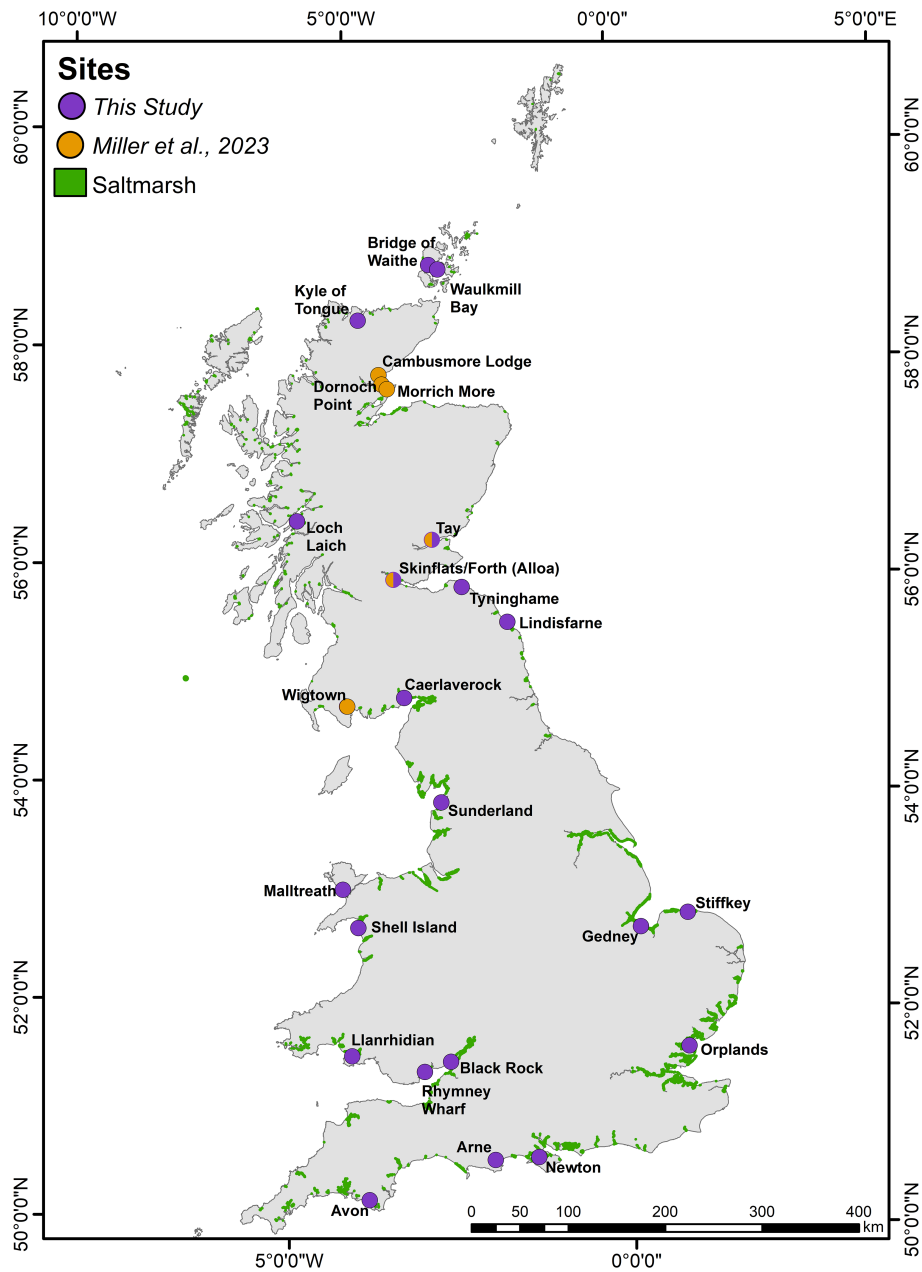 10°0'0"W
5°0'0"W
0°0'0"
5°0'0"E
Sites
This Study
Miller et al., 2023
Saltmarsh
60°0'0"N
60°0'0"N
Bridge of
Waithe
Waulkmill
Bay
Kyle of
Tongue
58°0'0"N
58°0'0"N
Cambusmore Lodge
Dornoch
Point
Morrich More
Loch
Laich
Tay
56°0'0"N
56°0'0"N
Skinflats/Forth (Alloa)
Tyninghame
Lindisfarne
Caerlaverock
Wigtown
54°0'0"N
54°0'0"N
Sunderland
Malltreath
Shell Island
Stiffkey
Gedney
52°0'0"N
52°0'0"N
Llanrhidian
Black Rock
Rhymney
Wharf
Orplands
Arne
Newton
Avon
50°0'0"N
50°0'0"N
0 50 100 200 300 400
km
5°0'0"W
0°0'0"